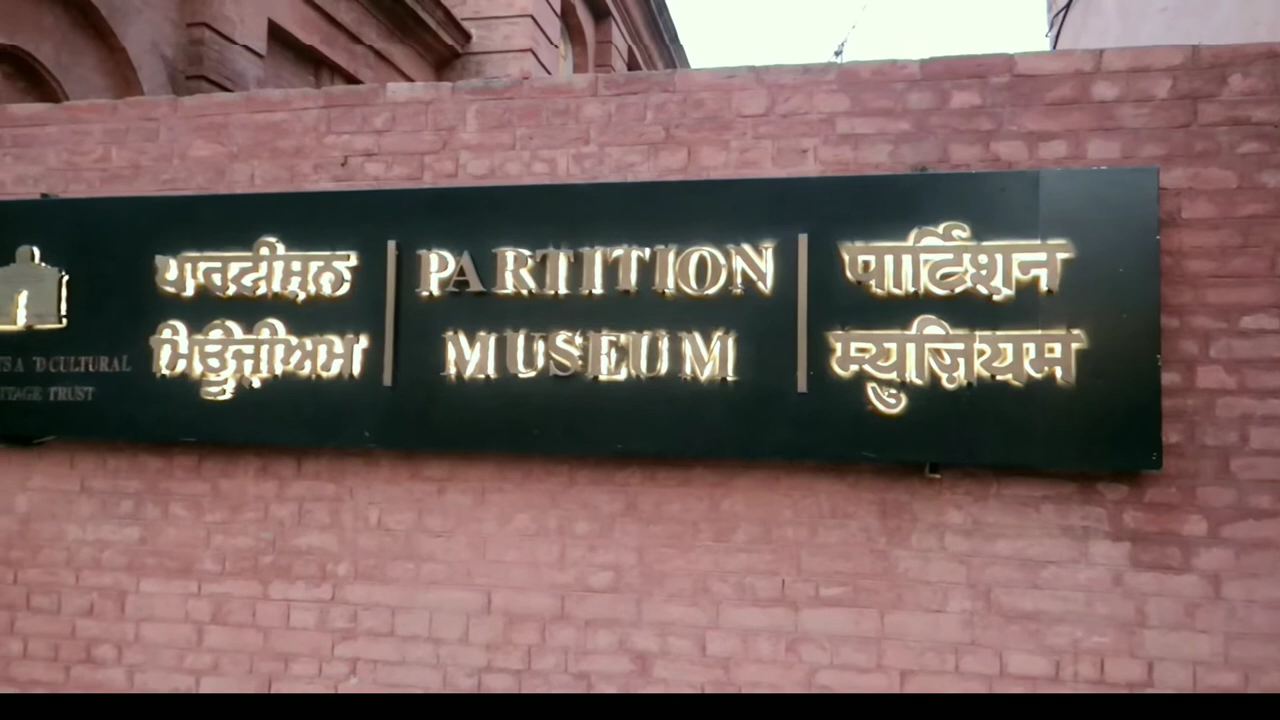 ਪਾਰਟੀਸ਼ਨ
ਮਿਊਜ਼ੀਅਮ
PARTITION
MUSEUM
पार्टिशन
म्युज़ियम
CULTURAL
TRUST